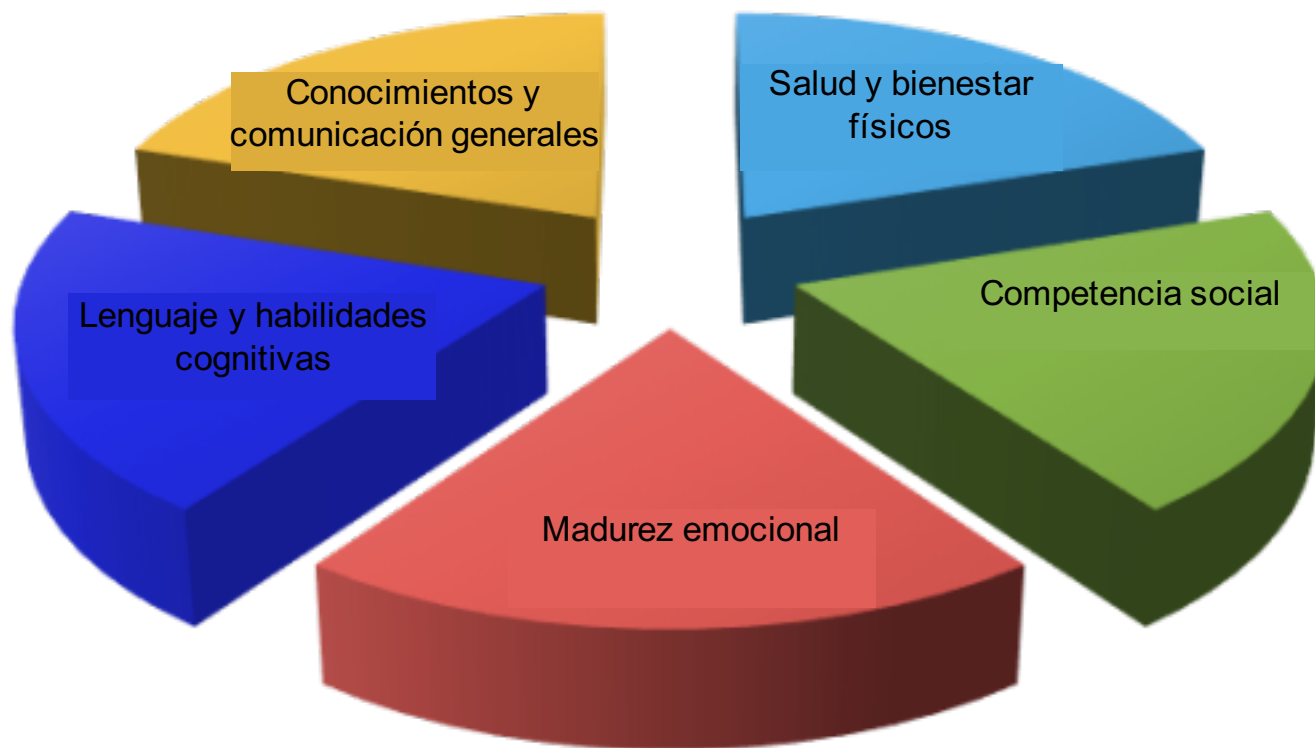 Conocimientos y
comunicación generales
Salud y bienestar
físicos
Competencia social
Lenguaje y habilidades
cognitivas
Madurez emocional